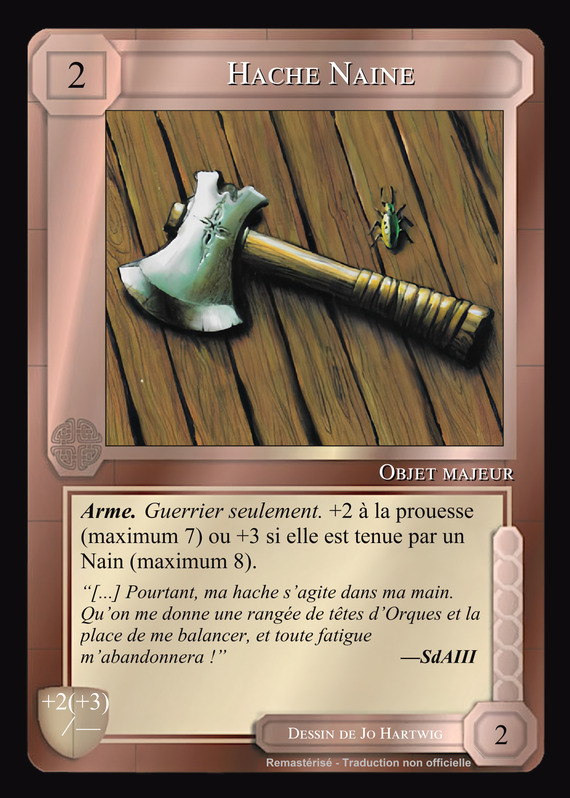 2
Hache Naine
Objet majeur
Arme. Guerrier seulement. +2 à la prouesse
(maximum 7) ou +3 si elle est tenue par un
Nain (maximum 8).
“[...] Pourtant, ma hache s’agite dans ma main.
Qu’on me donne une rangée de têtes d’Orques et la
place de me balancer, et toute fatigue
m’abandonnera !” —SdAIII
+2(+3)
/—
Dessin de Jo Hartwig
2
Remastérisé - Traduction non officielle